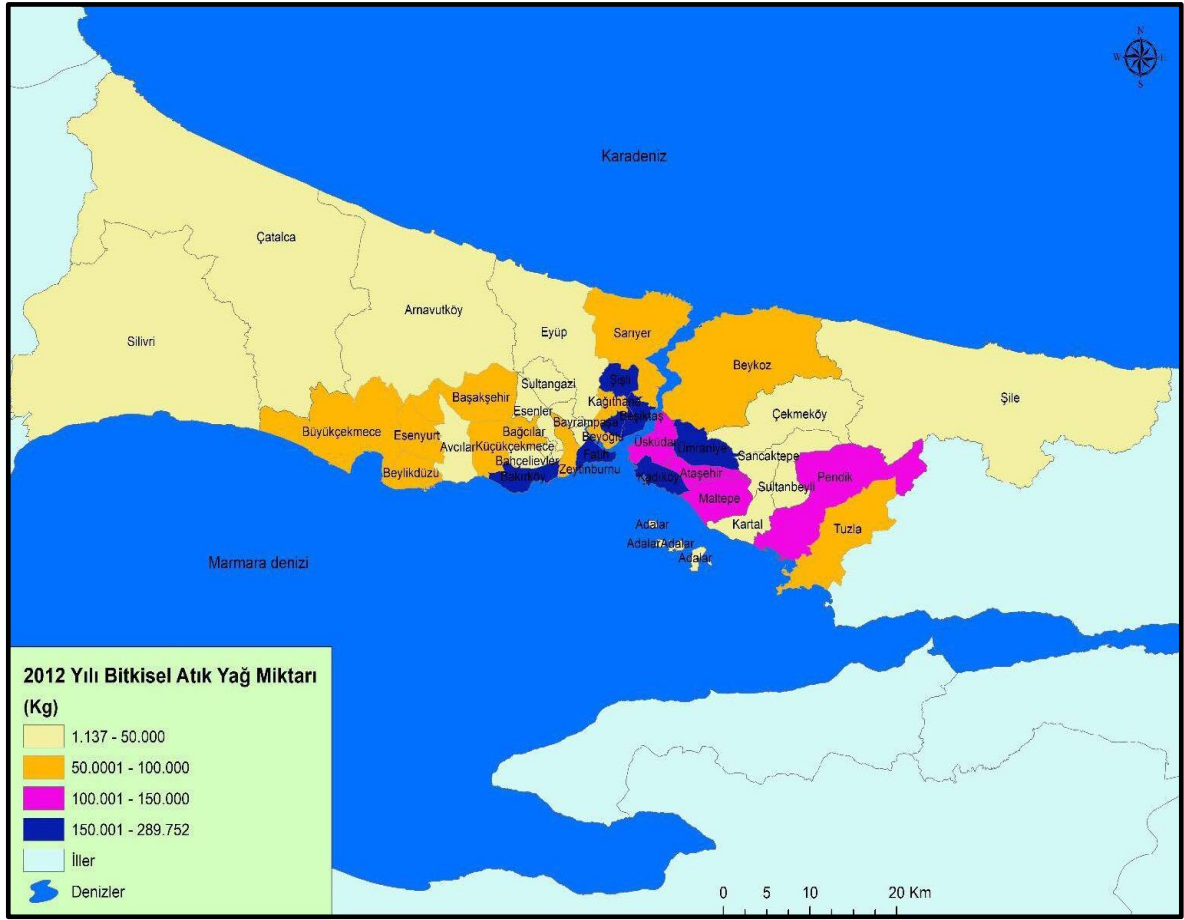 N
W E
S
Karadeniz
Çatalca
Arnavutköy
Silivri
Eyüp
Sarıyer
Beykoz
Şile
Sultangazi
Şişli
Başakşehir
Kağıthane
Çekmeköy
Esenler
Beşiktaş
Büyükçekmece
Esenyurt
Bağcılar
Bayrampaşa
Beyoğlu
Üsküdar
Ümraniye
Avcılar
Küçükçekmece
Sancaktepe
Bahçelievler
Fatih
Beylikdüzü
Bakırköy
Zeytinburnu
Kadıköy
Ataşehir
Pendik
Sultanbeyli
Maltepe
Kartal
Tuzla
Adalar
Adalar
Adalar
Adalar
Marmara denizi
2012 Yılı Bitkisel Atık Yağ Miktarı
(Kg)
1.137 - 50.000
50.0001 - 100.000
100.001 - 150.000
150.001 - 289.752
İller
Denizler
0 5 10 20 Km